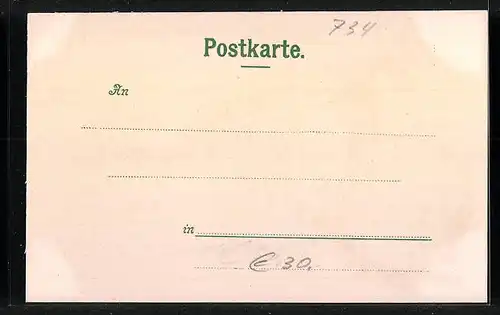 734
Postkarte.
An
in
€ 30,